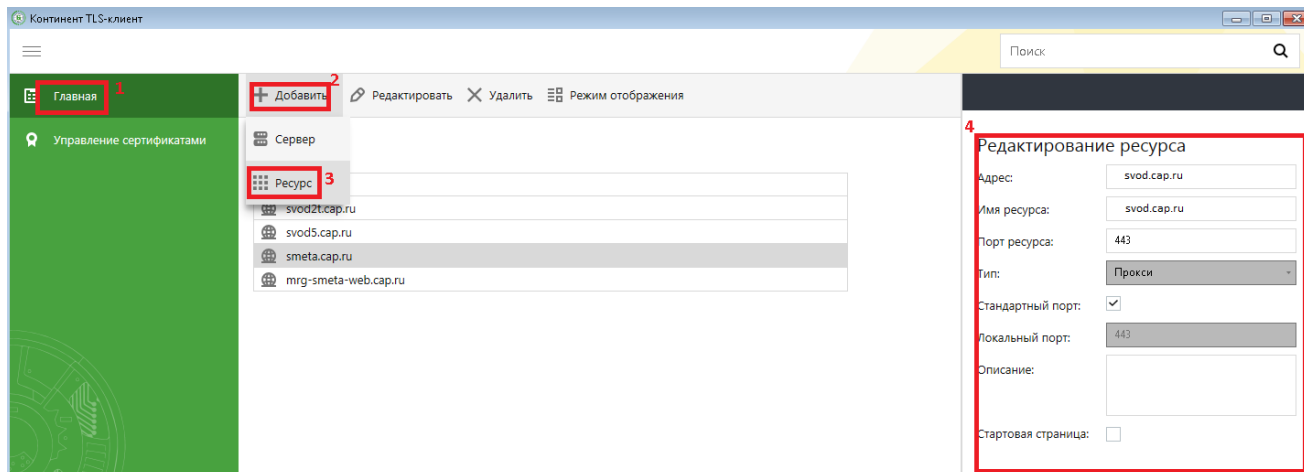 Континент TLS-клиент
Поиск
Главная 1
Управление сертификатами
Добавить 2
Редактировать
Удалить
Режим отображения
Сервер
Ресурс 3
svod2t.cap.ru
svod5.cap.ru
smeta.cap.ru
mrg-smeta-web.cap.ru
4
Редактирование ресурса
Адрес: svod.cap.ru
Имя ресурса: svod.cap.ru
Порт ресурса: 443
Тип: Прокси
Стандартный порт:
Локальный порт: 443
Описание:
Стартовая страница: